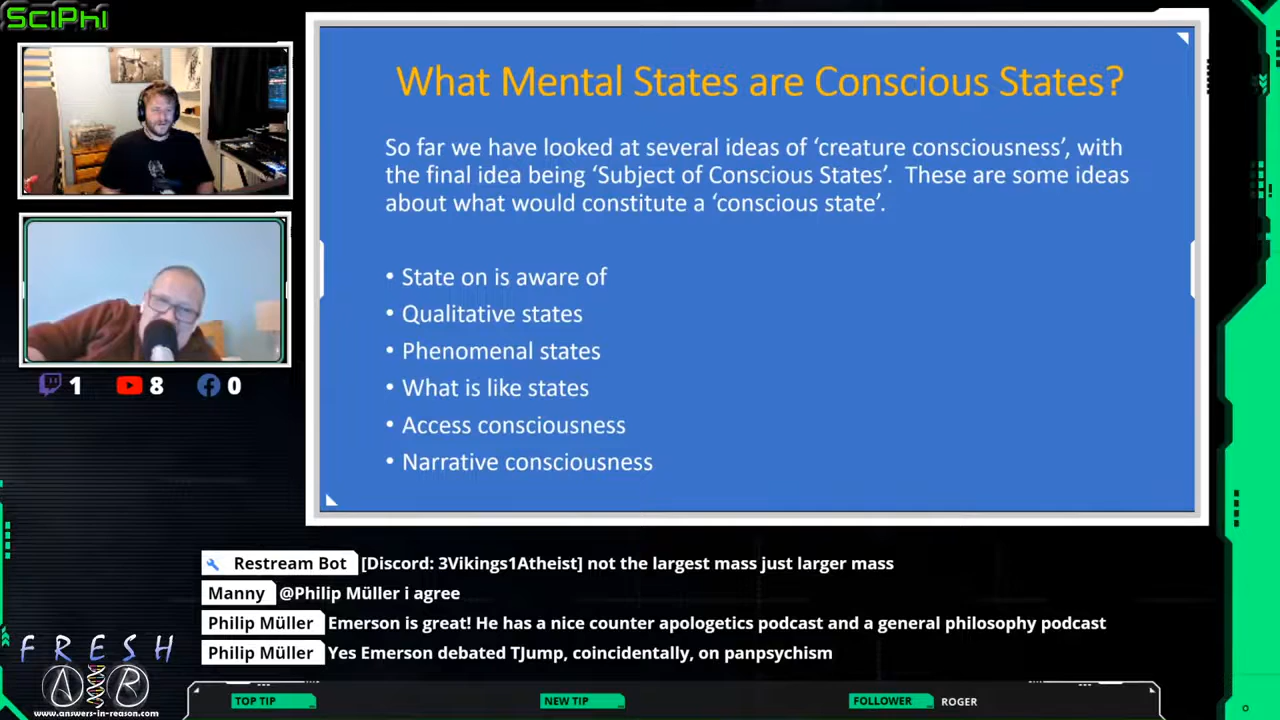 SCIPHI
What Mental States are Conscious States?
So far we have looked at several ideas of ‘creature consciousness’, with
the final idea being ‘Subject of Conscious States’.  These are some ideas
about what would constitute a ‘conscious state’.
• State on is aware of
• Qualitative states
• Phenomenal states
• What is like states
• Access consciousness
• Narrative consciousness
1 8 0
Restream Bot [Discord: 3Vikings1Atheist] not the largest mass just larger mass
Manny @Philip Müller i agree
Philip Müller Emerson is great! He has a nice counter apologetics podcast and a general philosophy podcast
Philip Müller Yes Emerson debated TJump, coincidentally, on panpsychism
FRESH
A R
www.answers-in-reason.com
TOP TIP NEW TIP FOLLOWER ROGER